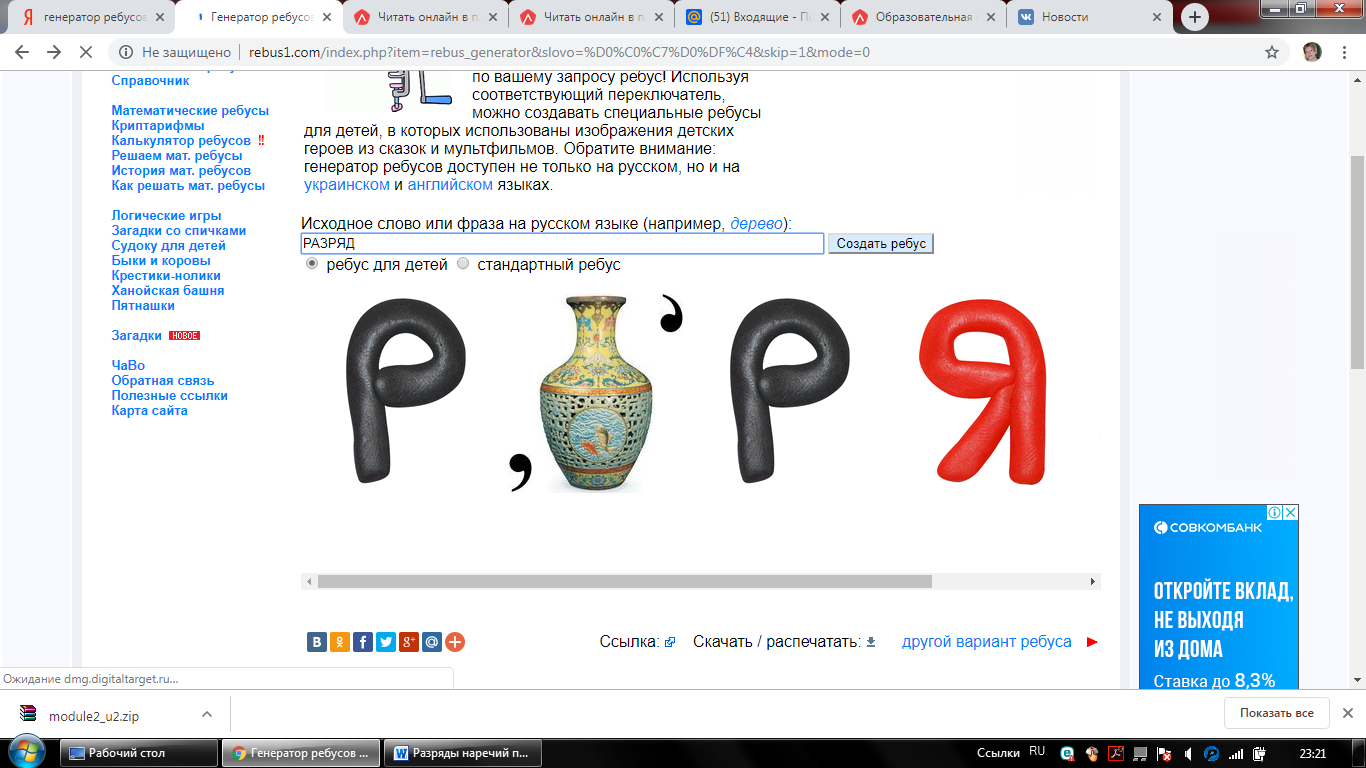 генератор ребусов
Генератор ребусов
Читать онлайн в п
Читать онлайн в п
(51) Входящие - П
Образовательная
Новости
Не защищено
rebus1.com/index.php?item=rebus_generator&slovo=%D0%C0%C7%D0%DF%C4&skip=1&mode=0
Справочник
Математические ребусы
Криптарифмы
Калькулятор ребусов !!
Решаем мат. ребусы
История мат. ребусов
Как решать мат. ребусы
Логические игры
Загадки со спичками
Судоку для детей
Быки и коровы
Крестики-нолики
Ханойская башня
Пятнашки
Загадки НОВОЕ
ЧаВо
Обратная связь
Полезные ссылки
Карта сайта
по вашему запросу ребус! Используя
соответствующий переключатель,
можно создавать специальные ребусы
для детей, в которых использованы изображения детских
героев из сказок и мультфильмов. Обратите внимание:
генератор ребусов доступен не только на русском, но и на
украинском и английском языках.
Исходное слово или фраза на русском языке (например, дерево):
РАЗРЯД
Создать ребус
ребус для детей стандартный ребус
Р , ‚ Р Я
Ссылка: Скачать / распечатать: другой вариант ребуса
СОВКОМБАНК
ОТКРОЙТЕ ВКЛАД,
НЕ ВЫХОДЯ
ИЗ ДОМА
Ставка до 8,3%
Ожидание dmg.digitaltarget.ru...
module2_u2.zip
Показать все
Рабочий стол
Генератор ребусов ...
Разряды наречий п...
Ссылки
RU
23:21